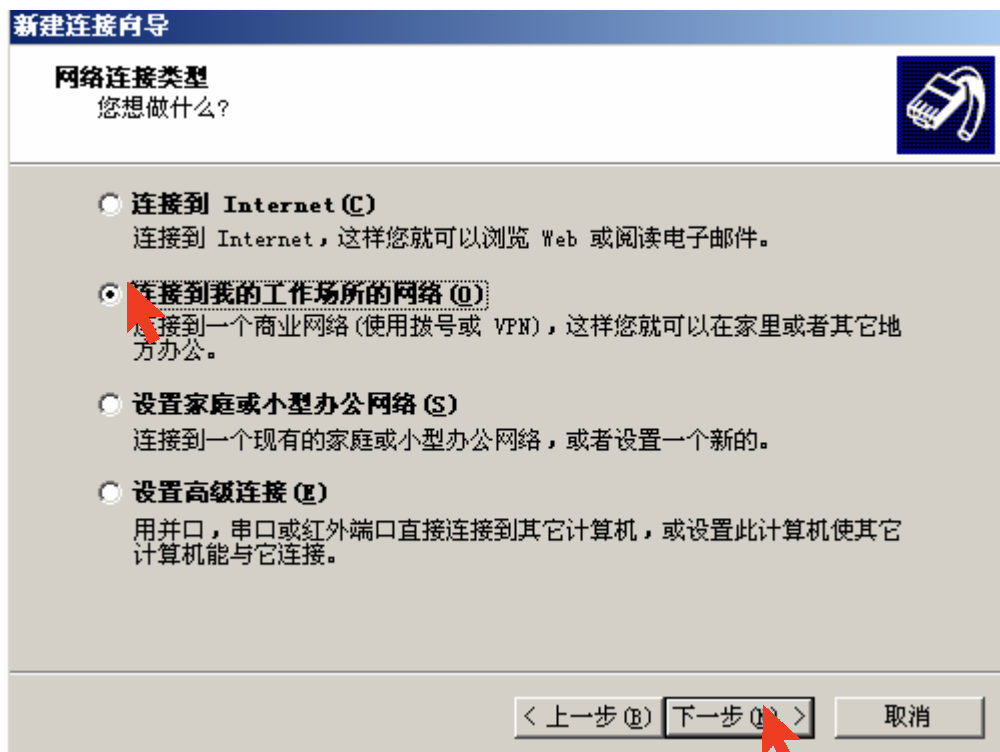 新建连接向导
网络连接类型
您想做什么?
连接到 Internet(C)
连接到 Internet，这样您就可以浏览 Web 或阅读电子邮件。
连接到我的工作场所的网络(O)
连接到一个商业网络(使用拨号或 VPN)，这样您就可以在家里或者其它地
方办公。
设置家庭或小型办公网络(S)
连接到一个现有的家庭或小型办公网络，或者设置一个新的。
设置高级连接(E)
用并口，串口或红外端口直接连接到其它计算机，或设置此计算机使其它
计算机能与它连接。
< 上一步(B) 下一步(N) > 取消